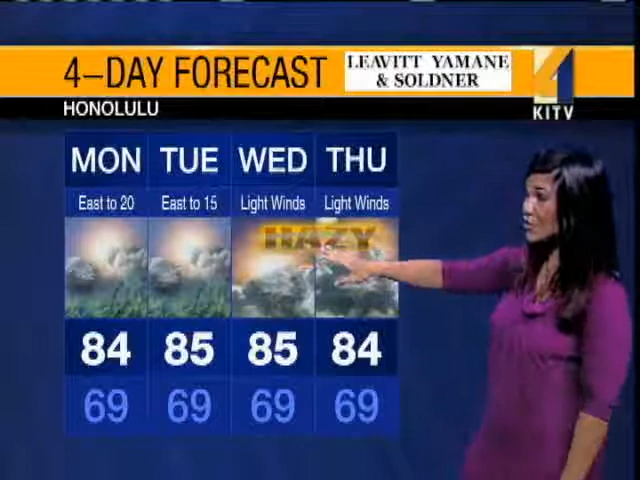 4-DAY FORECAST
LEAVITT YAMANE
& SOLDNER
4
KITV
HONOLULU
MON TUE WED THU
East to 20 East to 15 Light Winds Light Winds
HAZY
84 85 85 84
69 69 69 69